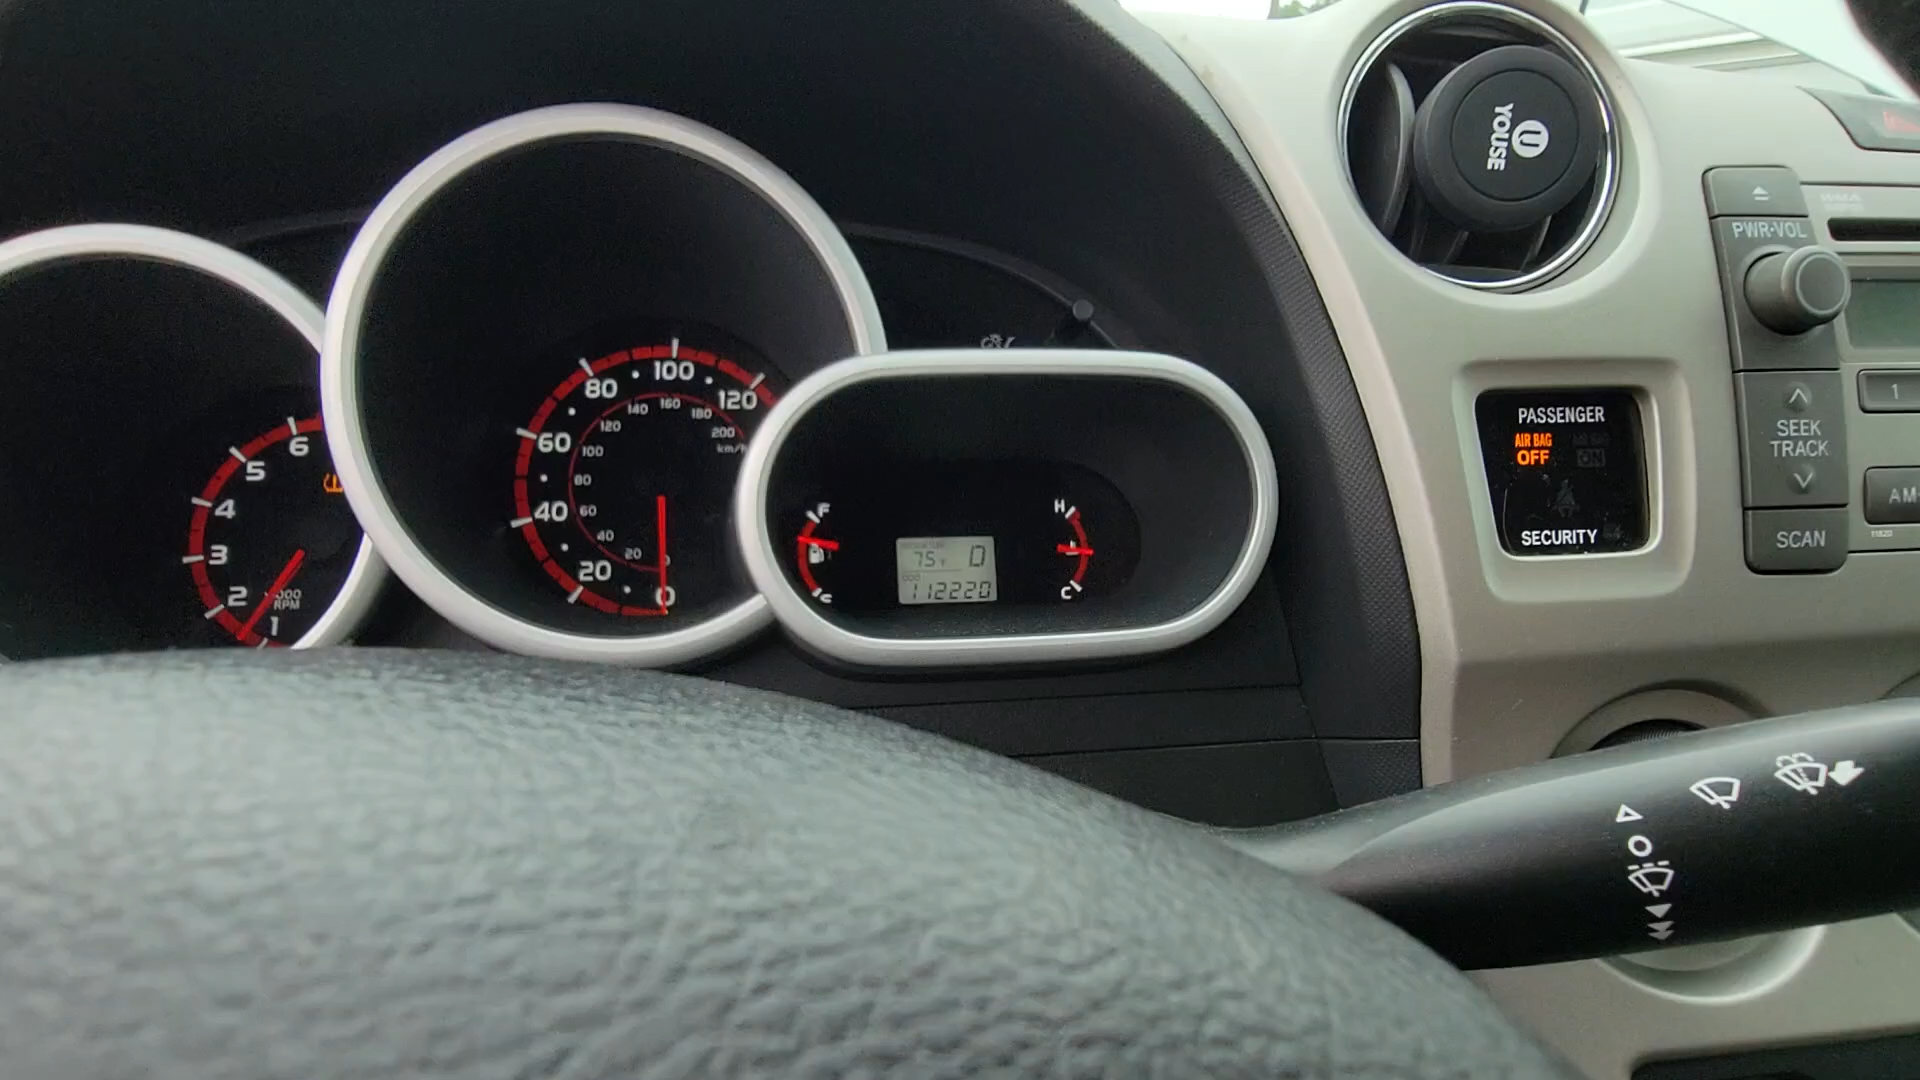 6
5
4
3
2
1
RPM
120
100
80
60
40
20
0
200
180
160
140
120
100
80
60
40
20
km/h
F
H
C
75°F D
ODO
112220
U
YOUSE
PASSENGER
AIR BAG
OFF
ON
SECURITY
PWR·VOL
SEEK
TRACK
SCAN
1
AM